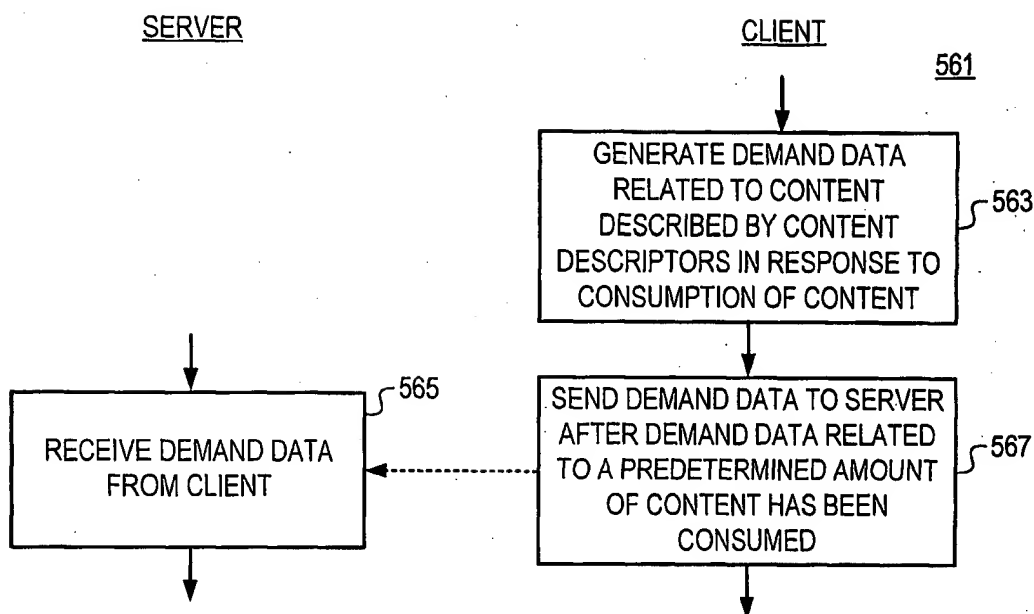 SERVER
CLIENT
561
GENERATE DEMAND DATA
RELATED TO CONTENT
DESCRIBED BY CONTENT
DESCRIPTORS IN RESPONSE TO
CONSUMPTION OF CONTENT
563
565
RECEIVE DEMAND DATA
FROM CLIENT
SEND DEMAND DATA TO SERVER
AFTER DEMAND DATA RELATED
TO A PREDETERMINED AMOUNT
OF CONTENT HAS BEEN
CONSUMED
567